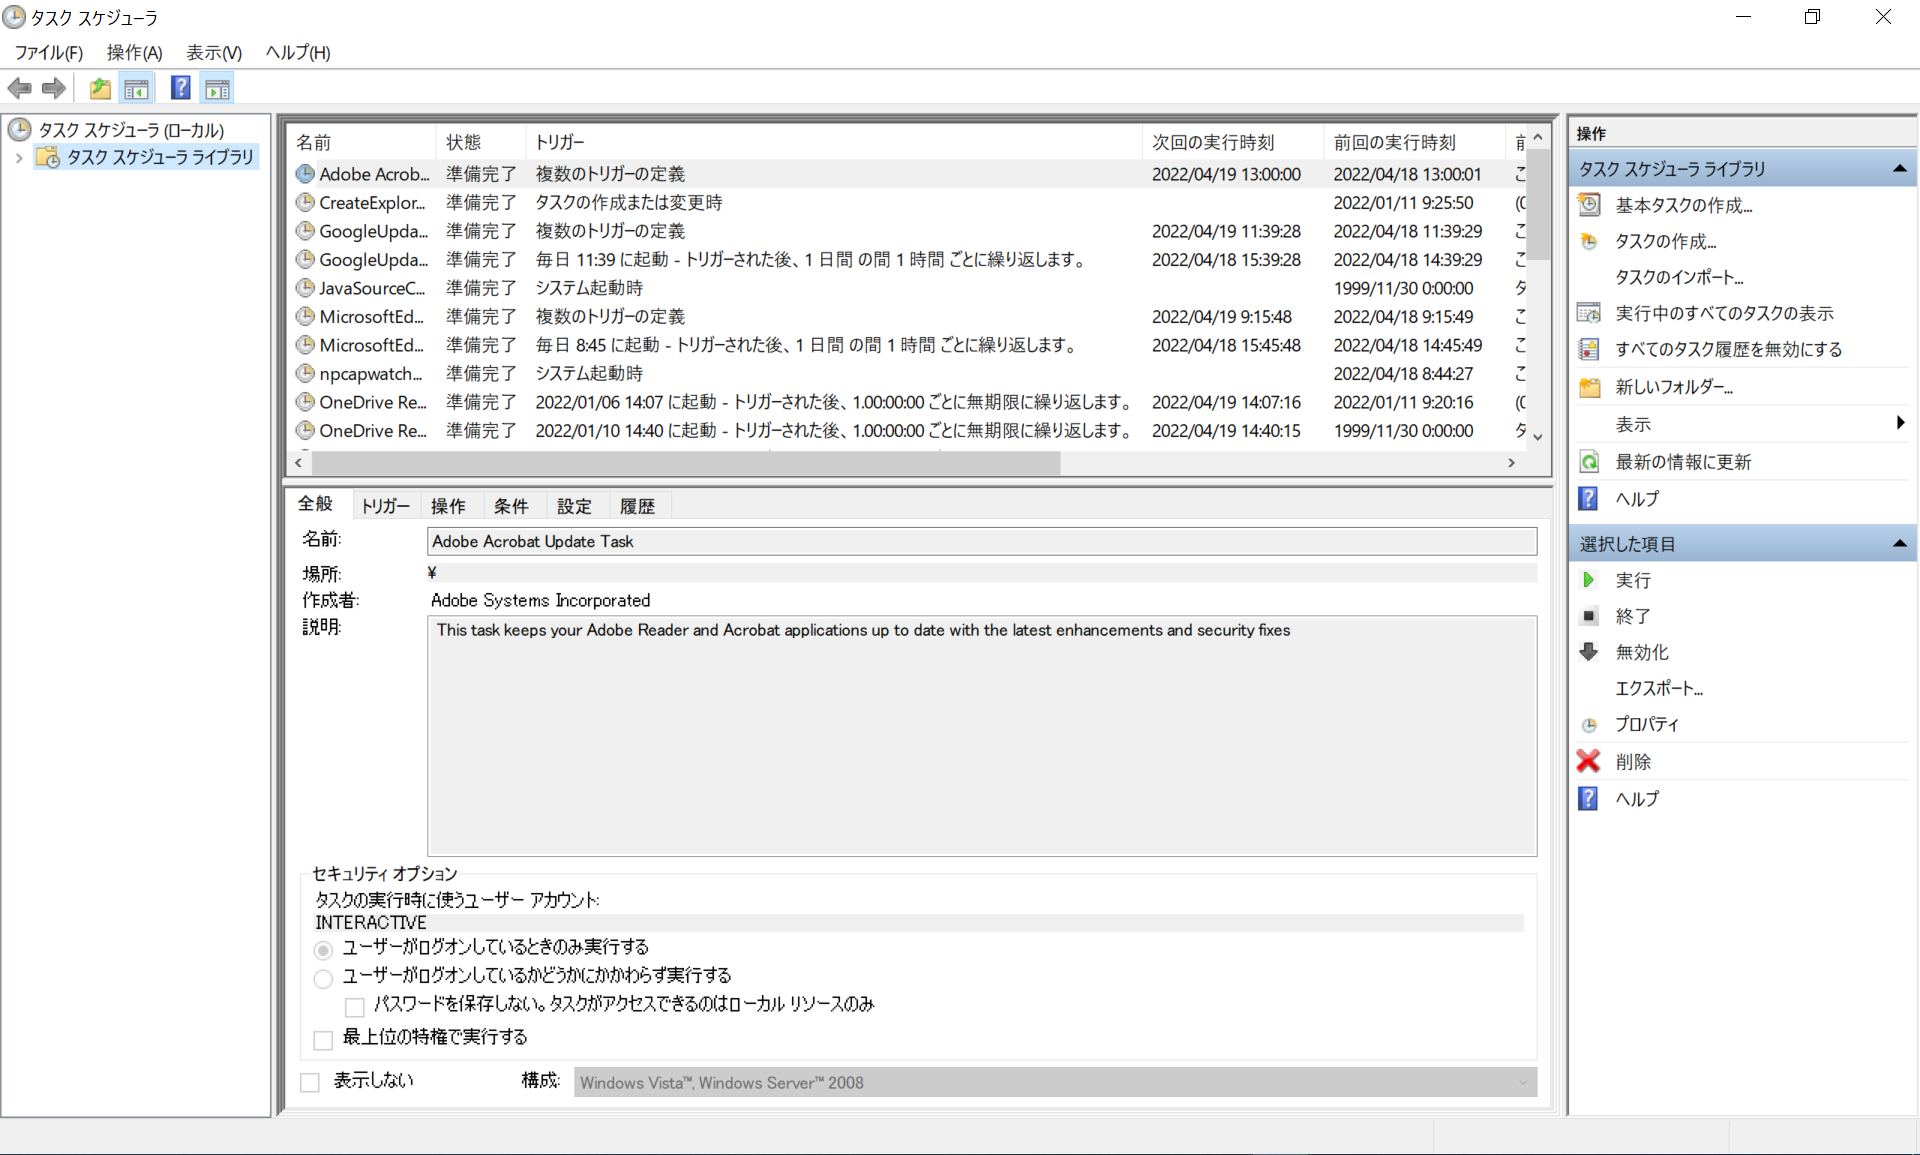 タスク スケジューラ
ファイル(F) 操作(A) 表示(V) ヘルプ(H)
タスク スケジューラ (ローカル)
タスク スケジューラ ライブラリ
名前 状態 トリガー 次回の実行時刻 前回の実行時刻
Adobe Acrob... 準備完了 複数のトリガーの定義 2022/04/19 13:00:00 2022/04/18 13:00:01 こ
CreateExplor... 準備完了 タスクの作成または変更時 2022/01/11 9:25:50 (0
GoogleUpda... 準備完了 複数のトリガーの定義 2022/04/19 11:39:28 2022/04/18 11:39:29 こ
GoogleUpda... 準備完了 毎日 11:39 に起動 - トリガーされた後、1 日間 の間 1 時間 ごとに繰り返します。 2022/04/18 15:39:28 2022/04/18 14:39:29 こ
JavaSourceC... 準備完了 システム起動時 1999/11/30 0:00:00 タ
MicrosoftEd... 準備完了 複数のトリガーの定義 2022/04/19 9:15:48 2022/04/18 9:15:49 こ
MicrosoftEd... 準備完了 毎日 8:45 に起動 - トリガーされた後、1 日間 の間 1 時間 ごとに繰り返します。 2022/04/18 15:45:48 2022/04/18 14:45:49 こ
npcapwatch... 準備完了 システム起動時 2022/04/18 8:44:27 こ
OneDrive Re... 準備完了 2022/01/06 14:07 に起動 - トリガーされた後、1.00:00:00 ごとに無期限に繰り返します。 2022/04/19 14:07:16 2022/01/11 9:20:16 (0
OneDrive Re... 準備完了 2022/01/10 14:40 に起動 - トリガーされた後、1.00:00:00 ごとに無期限に繰り返します。 2022/04/19 14:40:15 1999/11/30 0:00:00 タ
全般 トリガー 操作 条件 設定 履歴
名前: Adobe Acrobat Update Task
場所: ¥
作成者: Adobe Systems Incorporated
説明: This task keeps your Adobe Reader and Acrobat applications up to date with the latest enhancements and security fixes
セキュリティ オプション
タスクの実行時に使うユーザー アカウント:
INTERACTIVE
ユーザーがログオンしているときのみ実行する
ユーザーがログオンしているかどうかにかかわらず実行する
パスワードを保存しない。タスクがアクセスできるのはローカル リソースのみ
最上位の特権で実行する
表示しない 構成: Windows Vista™, Windows Server™ 2008
操作
タスク スケジューラ ライブラリ
基本タスクの作成...
タスクの作成...
タスクのインポート...
実行中のすべてのタスクの表示
すべてのタスク履歴を無効にする
新しいフォルダー...
表示
最新の情報に更新
ヘルプ
選択した項目
実行
終了
無効化
エクスポート...
プロパティ
削除
ヘルプ